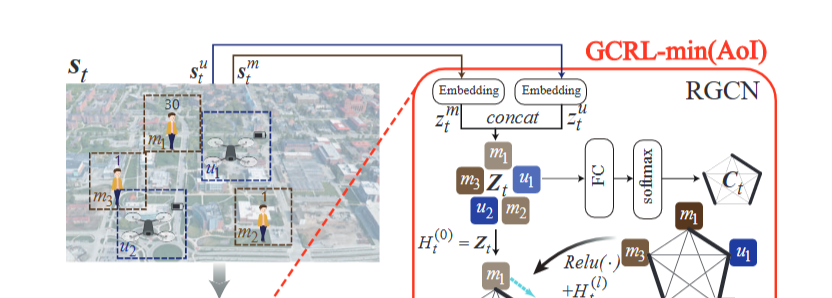 GCRL-min(AoI)
s_t s_t^u s_t^m
RGCN
Embedding Embedding
z_t^m concat z_t^u
30
m_1
u_1
1
m_3
1
m_2
u_2
m_1
m_3 Z_t u_1
u_2 m_2
FC
softmax
C_t
H_t^{(0)} = Z_t
m_1
m_1
m_3
u_1
Relu(·)
+H_t^{(l)}